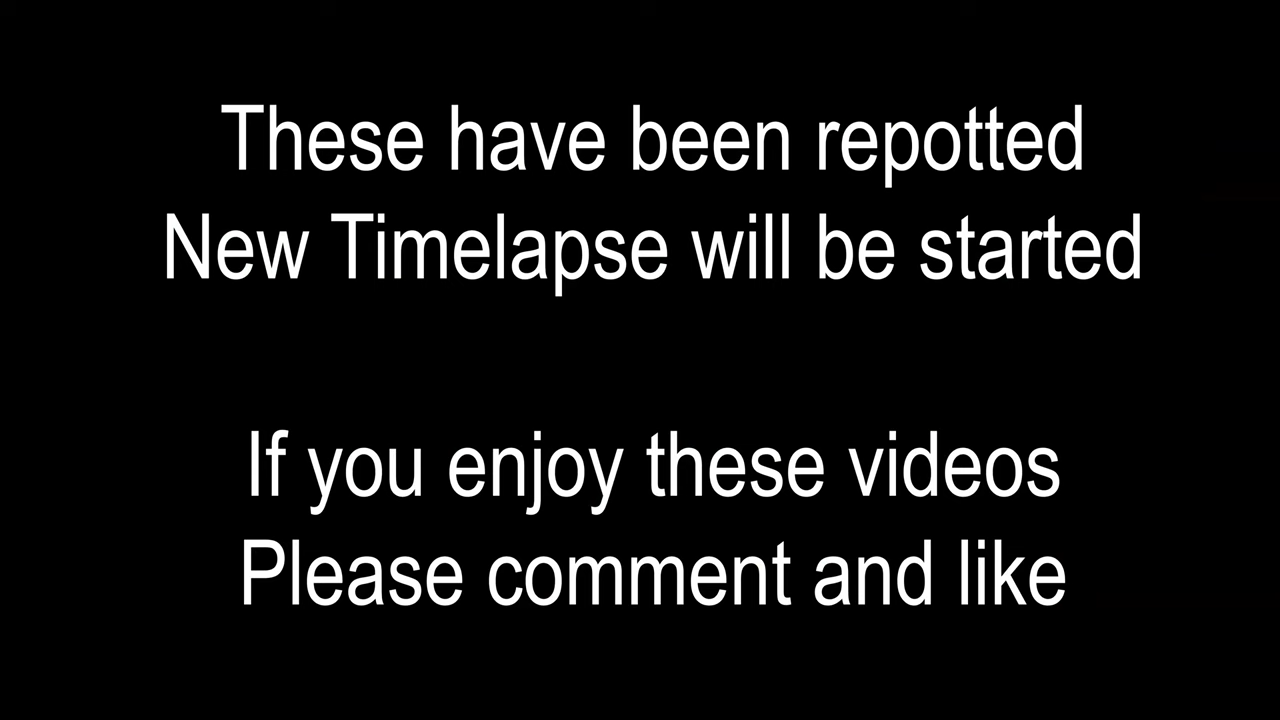 These have been repotted
New Timelapse will be started
If you enjoy these videos
Please comment and like